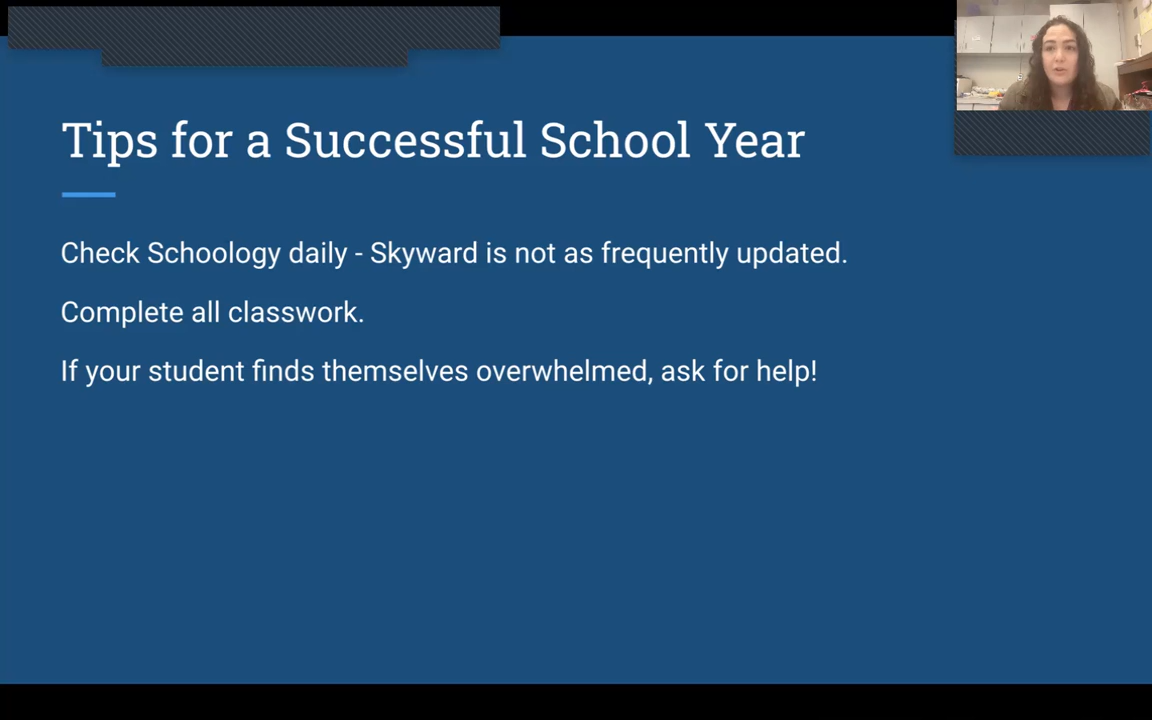 Tips for a Successful School Year
Check Schoology daily - Skyward is not as frequently updated.
Complete all classwork.
If your student finds themselves overwhelmed, ask for help!